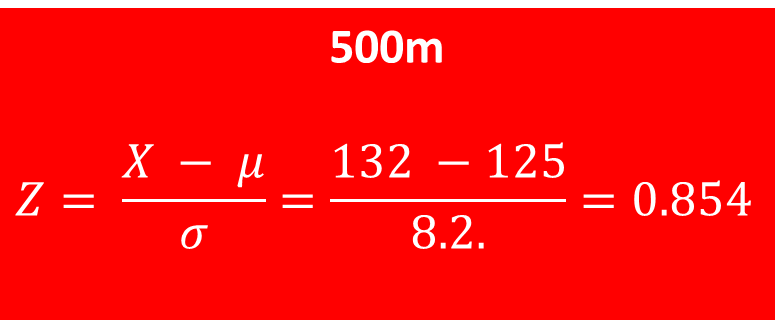 500m
Z = (X − μ)/σ = (132 − 125)/8.2. = 0.854